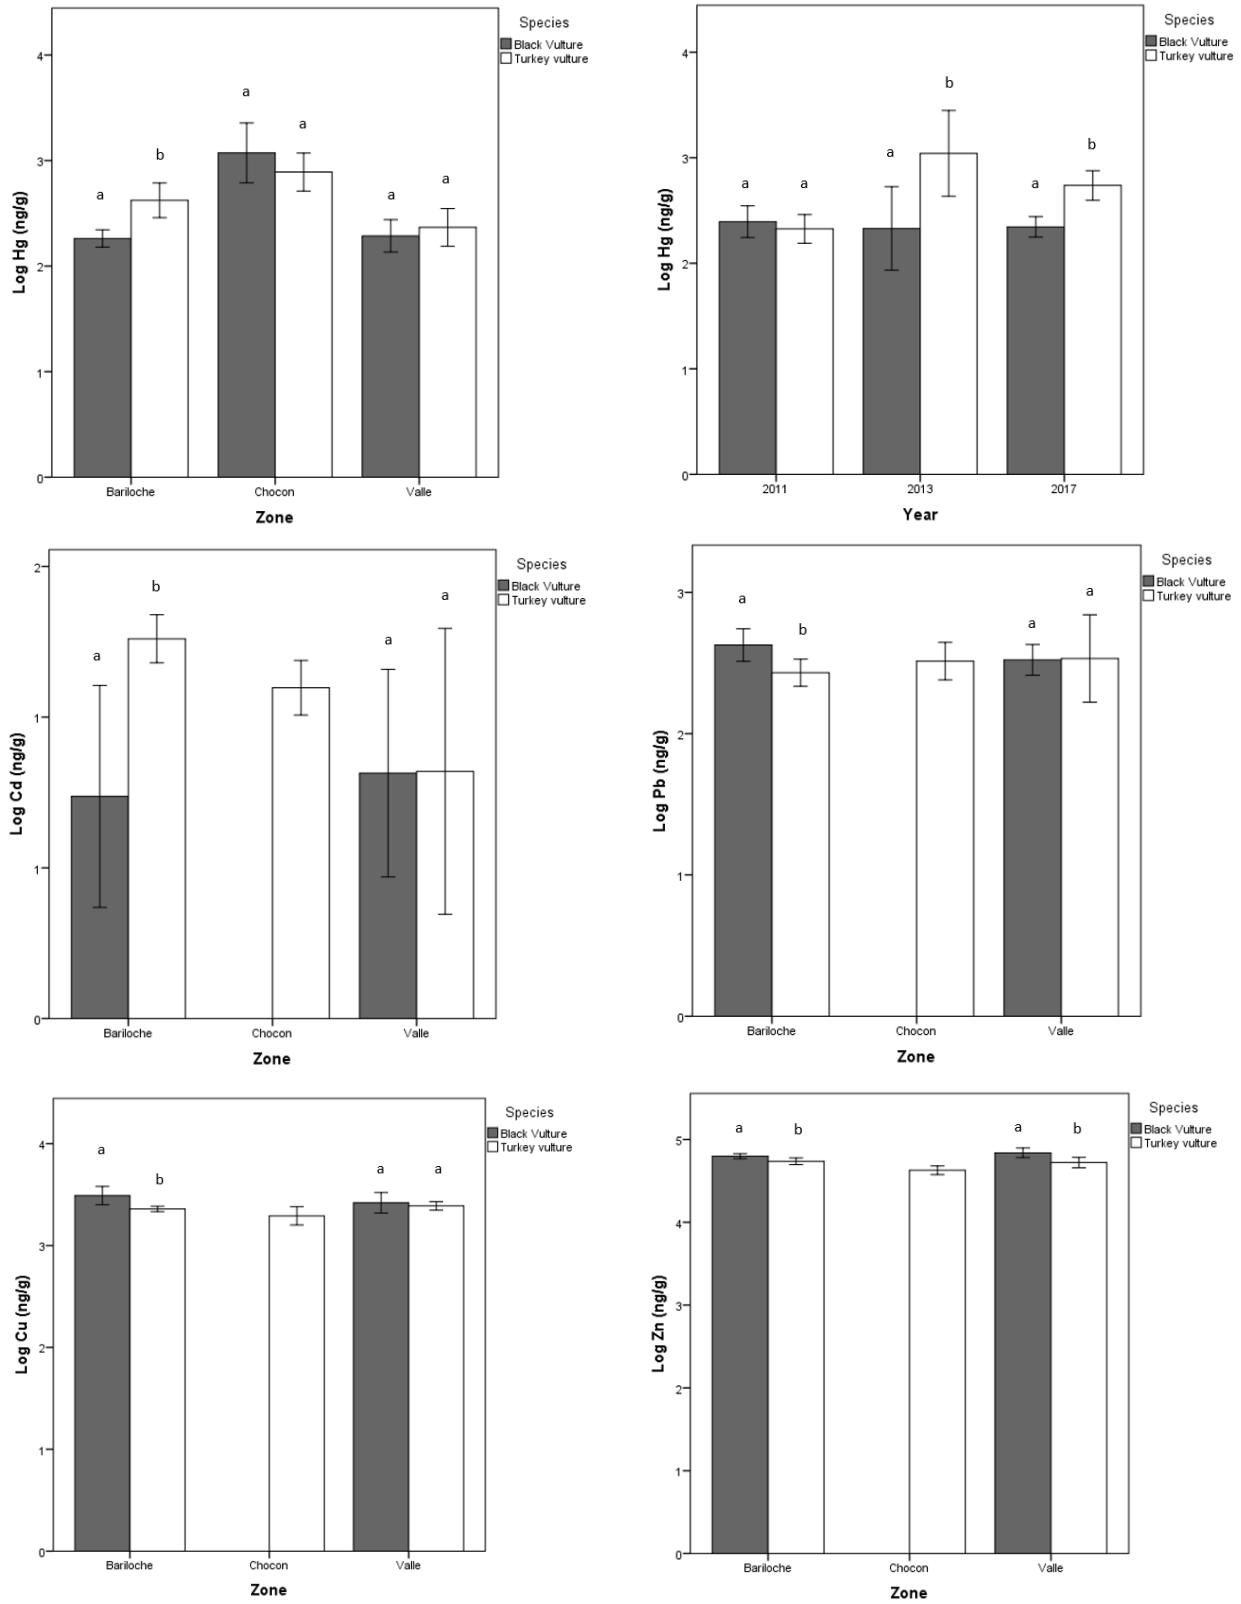 Species
Black Vulture
Turkey vulture
4
3
2
1
0
a
b
a
a
a
a
Log Hg (ng/g)
Bariloche
Chocon
Valle
Zone
Species
Black Vulture
Turkey vulture
4
3
2
1
0
a
a
a
b
a
b
Log Hg (ng/g)
2011
2013
2017
Year
Species
Black Vulture
Turkey vulture
2
1
1
0
a
b
a
a
Log Cd (ng/g)
Bariloche
Chocon
Valle
Zone
Species
Black Vulture
Turkey vulture
3
2
1
0
a
b
a
a
Log Pb (ng/g)
Bariloche
Chocon
Valle
Zone
Species
Black Vulture
Turkey vulture
4
3
2
1
0
a
b
a
a
Log Cu (ng/g)
Bariloche
Chocon
Valle
Zone
Species
Black Vulture
Turkey vulture
5
4
3
2
1
0
a
b
a
b
Log Zn (ng/g)
Bariloche
Chocon
Valle
Zone